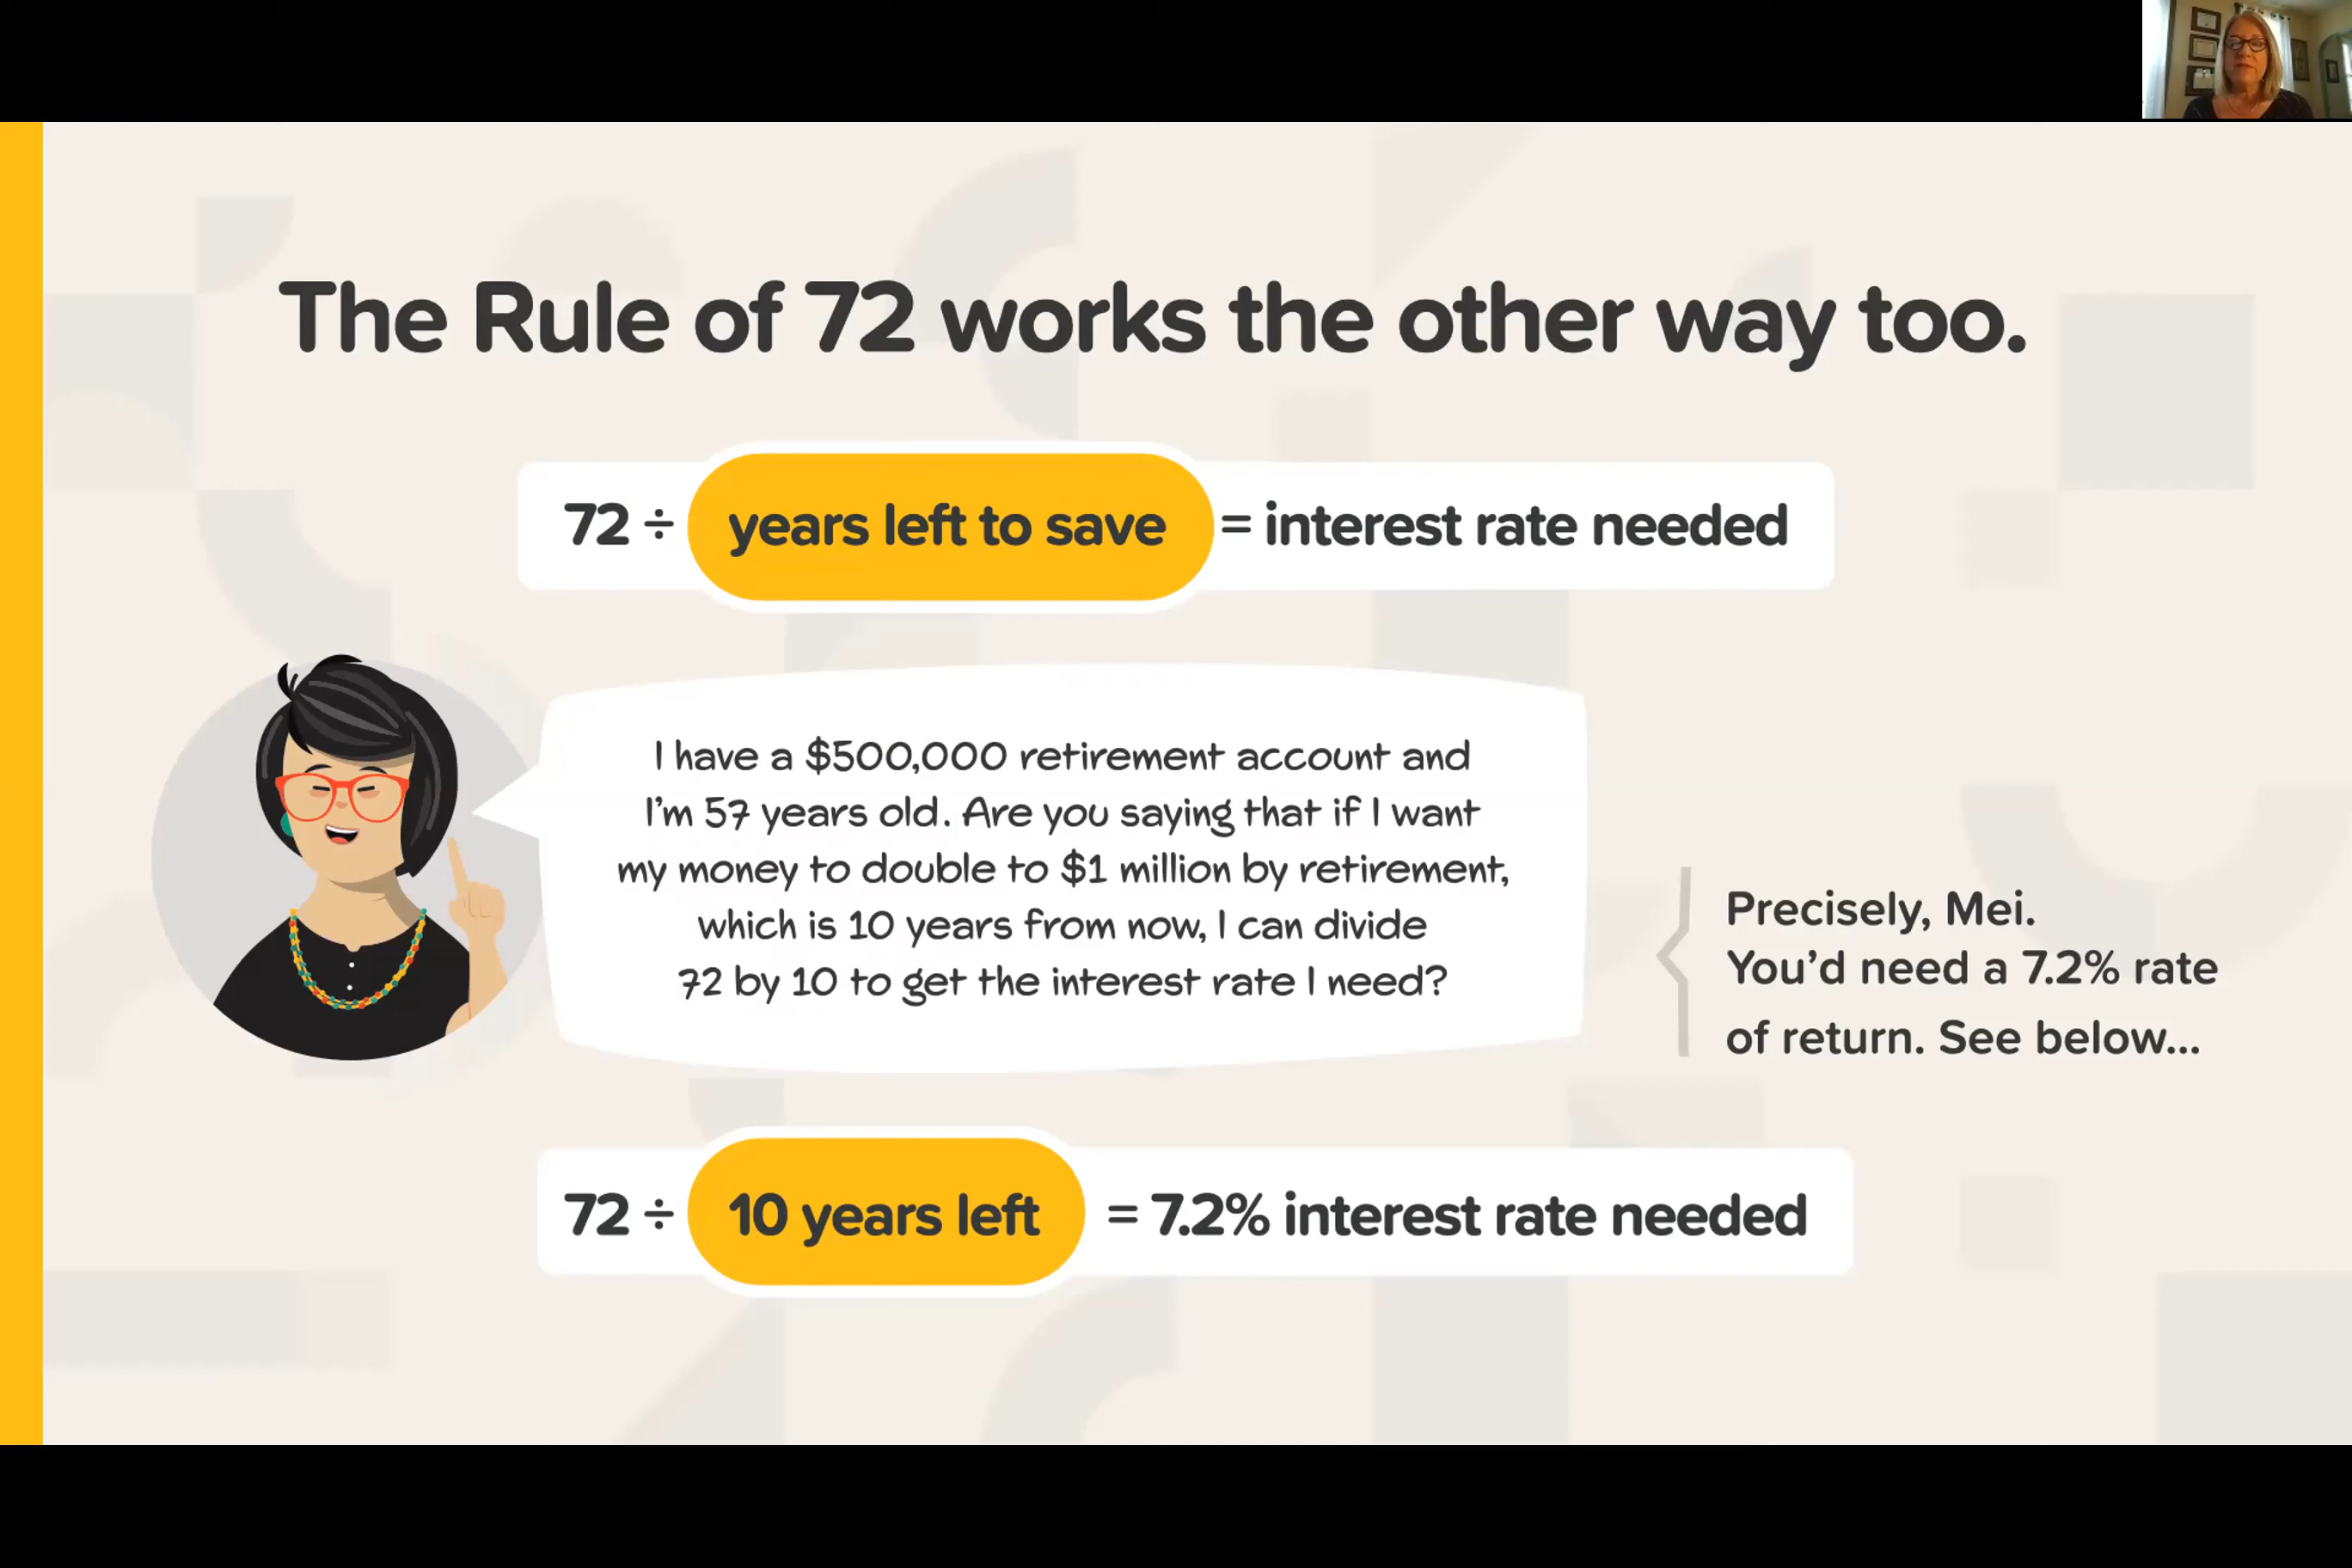 The Rule of 72 works the other way too.
72 ÷ years left to save = interest rate needed
I have a $500,000 retirement account and
I'm 57 years old. Are you saying that if I want
my money to double to $1 million by retirement,
which is 10 years from now, I can divide
72 by 10 to get the interest rate I need?
Precisely, Mei.
You'd need a 7.2% rate
of return. See below...
72 ÷ 10 years left = 7.2% interest rate needed